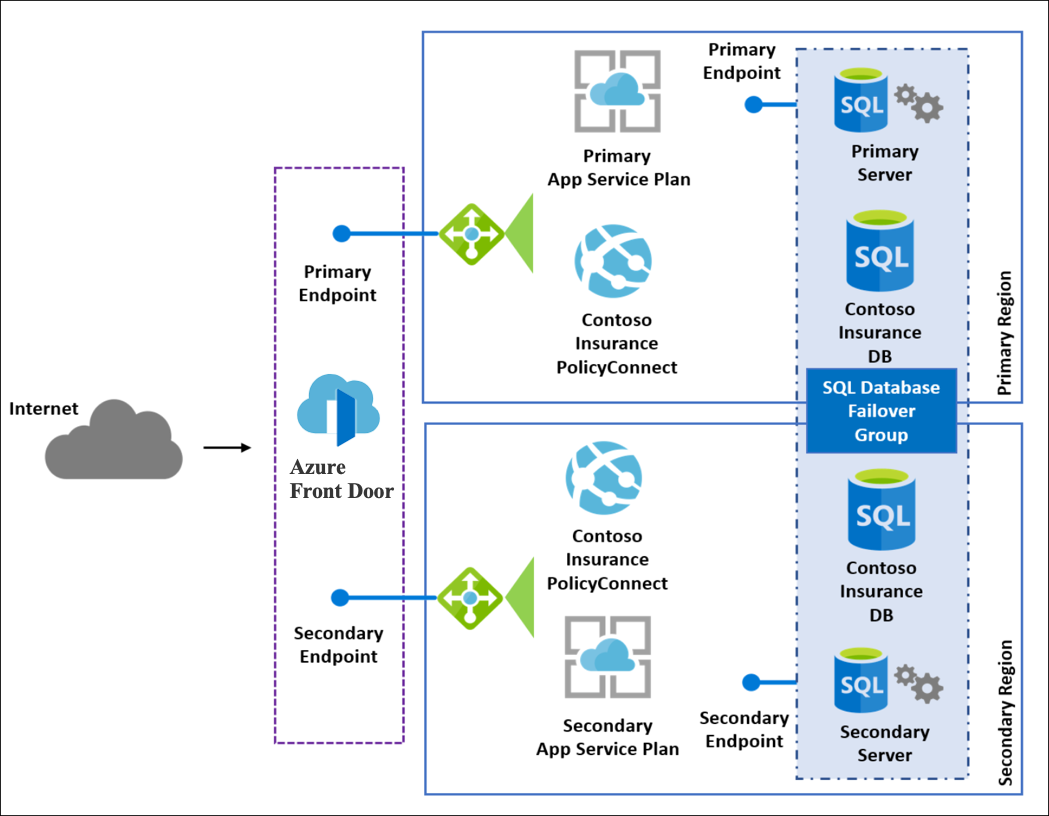 Internet
Azure
Front Door
Primary
Endpoint
Secondary
Endpoint
Primary
App Service Plan
Contoso
Insurance
PolicyConnect
Primary
Endpoint
SQL
Primary
Server
SQL
Contoso
Insurance
DB
Primary Region
SQL Database
Failover
Group
Contoso
Insurance
PolicyConnect
Secondary
App Service Plan
Secondary
Endpoint
SQL
Contoso
Insurance
DB
SQL
Secondary
Server
Secondary Region